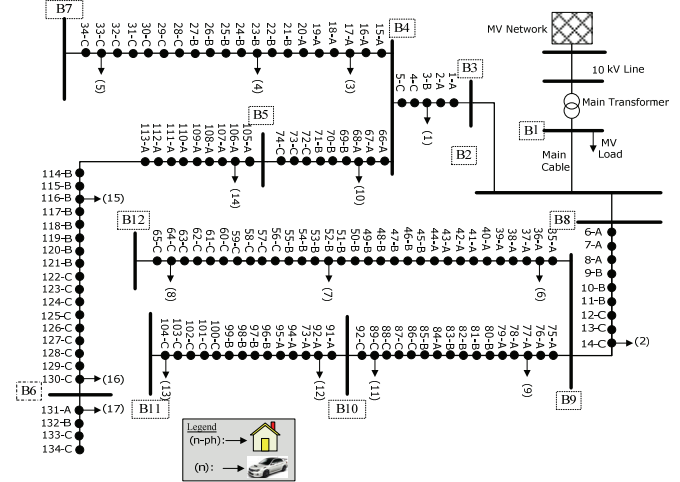 B7
34-C 33-C 32-C 31-C 30-C 29-C 28-C 27-B 26-B 25-B 24-B 23-B 22-B 21-B 20-A 19-A 18-A 17-A 16-A 15-A
(5) (4) (3)
B4
MV Network
10 kV Line
Main Transformer
B1
MV Load
Main Cable
B3
5-C 4-C 3-B 2-A 1-A
(1)
B2
B5
113-A 112-A 111-A 110-A 109-A 108-A 107-A 106-A 105-A
(14)
74-C 73-C 72-C 71-B 70-B 69-B 68-A 67-A 66-A
(10)
114-B
115-B
116-B (15)
117-B
118-B
119-B
120-B
121-B
122-C
123-C
124-C
125-C
126-C
127-C
128-C
129-C
130-C (16)
B6
131-A (17)
132-B
133-C
134-C
B8
6-A
7-A
8-A
9-B
10-B
11-B
12-C
13-C
14-C (2)
B12
65-C 64-C 63-C 62-C 61-C 60-C 59-C 58-C 57-C 56-C 55-B 54-B 53-B 52-B 51-B 50-B 49-B 48-B 47-B 46-B 45-B 44-A 43-A 42-A 41-A 40-A 39-A 38-A 37-A 36-A 35-A
(8) (7) (6)
104-C 103-C 102-C 101-C 100-C 99-B 98-B 97-B 96-B 95-A 94-A 73-A 92-A 91-A
(13) (12)
92-C 89-C 88-C 87-C 86-C 85-B 84-A 83-B 82-B 81-B 80-B 79-A 78-A 77-A 76-A 75-A
(11) (9)
B11
B10
B9
Legend
(n-ph):
(n):